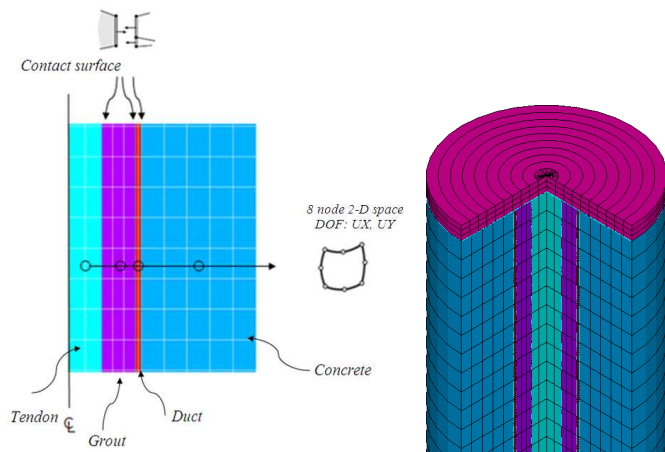 Contact surface
8 node 2-D space
DOF: UX, UY
Concrete
Tendon
℄
Duct
Grout